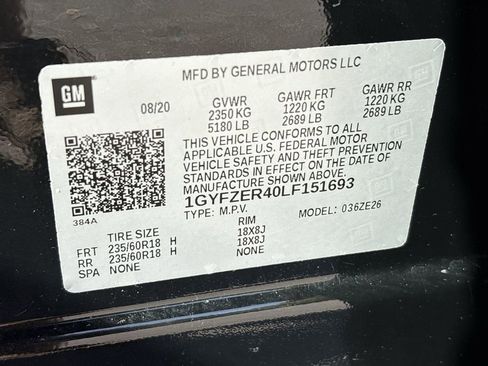 GM
MFD BY GENERAL MOTORS LLC
08/20 GVWR GAWR FRT GAWR RR
2350 KG 1220 KG 1220 KG
5180 LB 2689 LB 2689 LB
THIS VEHICLE CONFORMS TO ALL
APPLICABLE U.S. FEDERAL MOTOR
VEHICLE SAFETY AND THEFT PREVENTION
STANDARDS IN EFFECT ON THE DATE OF
MANUFACTURE SHOWN ABOVE.
1GYFZER40LF151693
384A TYPE: M.P.V. MODEL: 036ZE26
TIRE SIZE RIM
FRT 235/60R18 H 18X8J
RR 235/60R18 H 18X8J
SPA NONE NONE